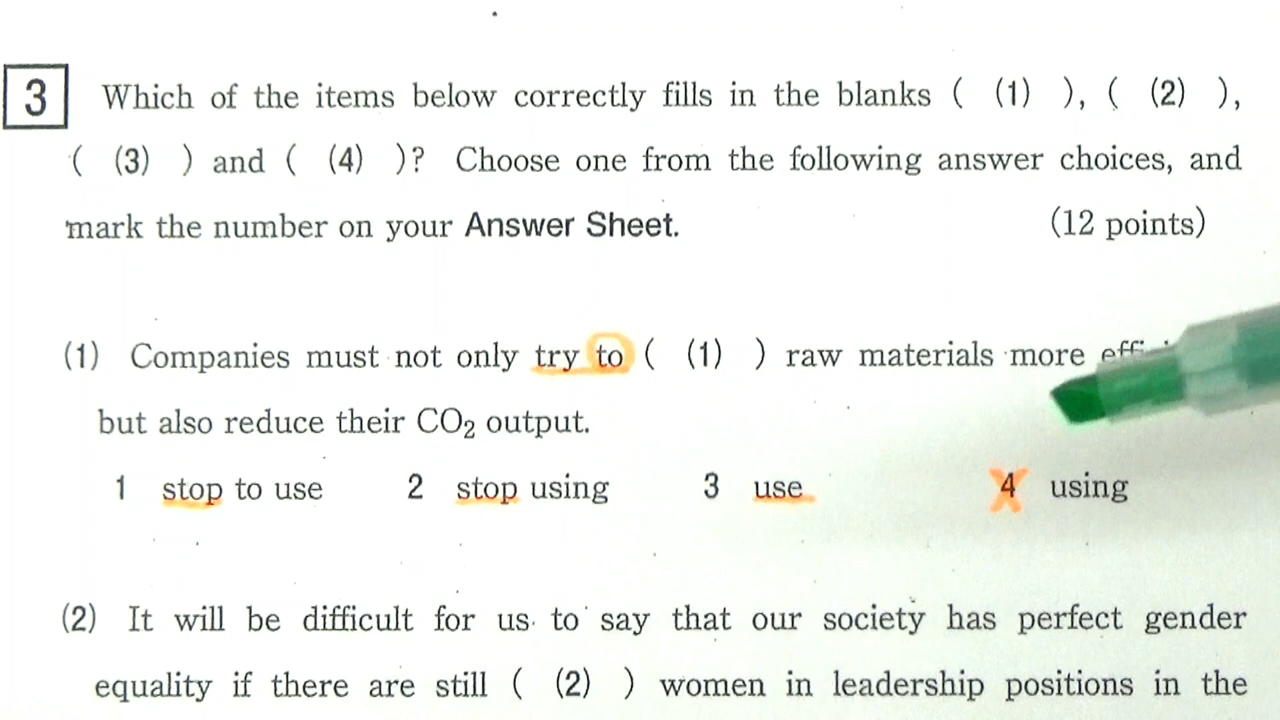 3 Which of the items below correctly fills in the blanks ( (1) ), ( (2) ),
( (3) ) and ( (4) )? Choose one from the following answer choices, and
mark the number on your Answer Sheet. (12 points)
(1) Companies must not only try to ( (1) ) raw materials more
but also reduce their CO₂ output.
1 stop to use 2 stop using 3 use 4 using
(2) It will be difficult for us to say that our society has perfect gender
equality if there are still ( (2) ) women in leadership positions in the